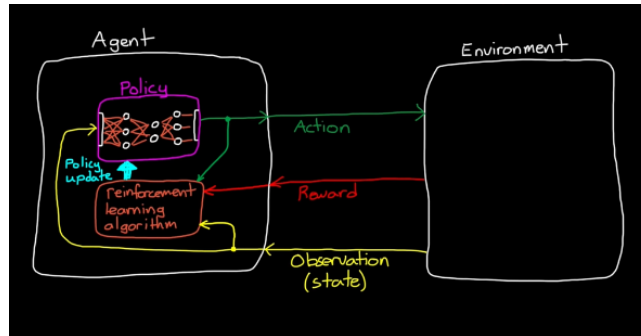 Agent
Environment
Policy
Action
Policy
update
reinforcement
learning
algorithm
Reward
Observation
(state)